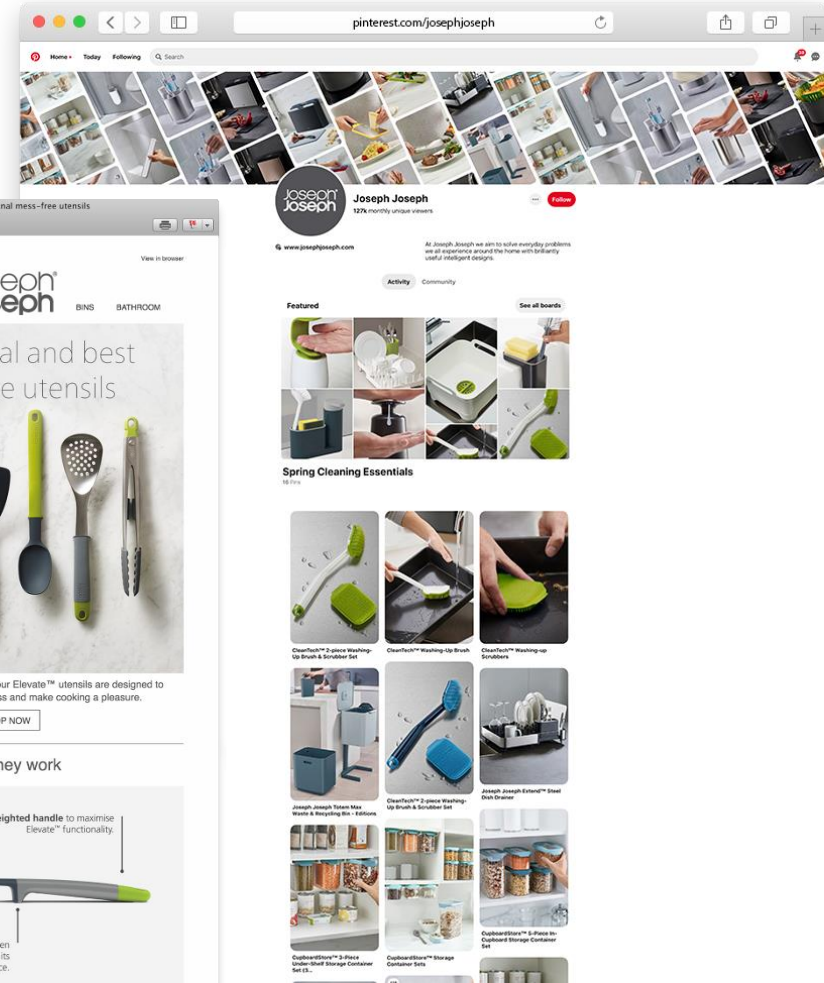 pinterest.com/josephjoseph
Home
Today
Following
Search
Joseph
Joseph
Joseph Joseph
127k monthly unique viewers
Follow
www.josephjoseph.com
At Joseph Joseph we aim to solve everyday problems
we all experience around the home with brilliantly
useful intelligent designs.
Activity
Community
Featured
See all boards
Spring Cleaning Essentials
16 Pins
CleanTech™ 2-piece Washing-
Up Brush & Scrubber Set
CleanTech™ Washing-Up Brush
CleanTech™ Washing-up
Scrubbers
Joseph Joseph Totem Max
Waste & Recycling Bin - Editions
CleanTech™ 2-piece Washing-
Up Brush & Scrubber Set
Joseph Joseph Extend™ Steel
Dish Drainer
CupboardStore™ 3-Piece
Under-Shelf Storage Container
Set (3...
CupboardStore™ Storage
Container Sets
CupboardStore™ 5-Piece In-
Cupboard Storage Container
Set
nal mess-free utensils
View in browser
eph®
eph
BINS
BATHROOM
al and best
e utensils
ur Elevate™ utensils are designed to
ss and make cooking a pleasure.
P NOW
hey work
eighted handle to maximise
Elevate™ functionality.
en
its
ce.